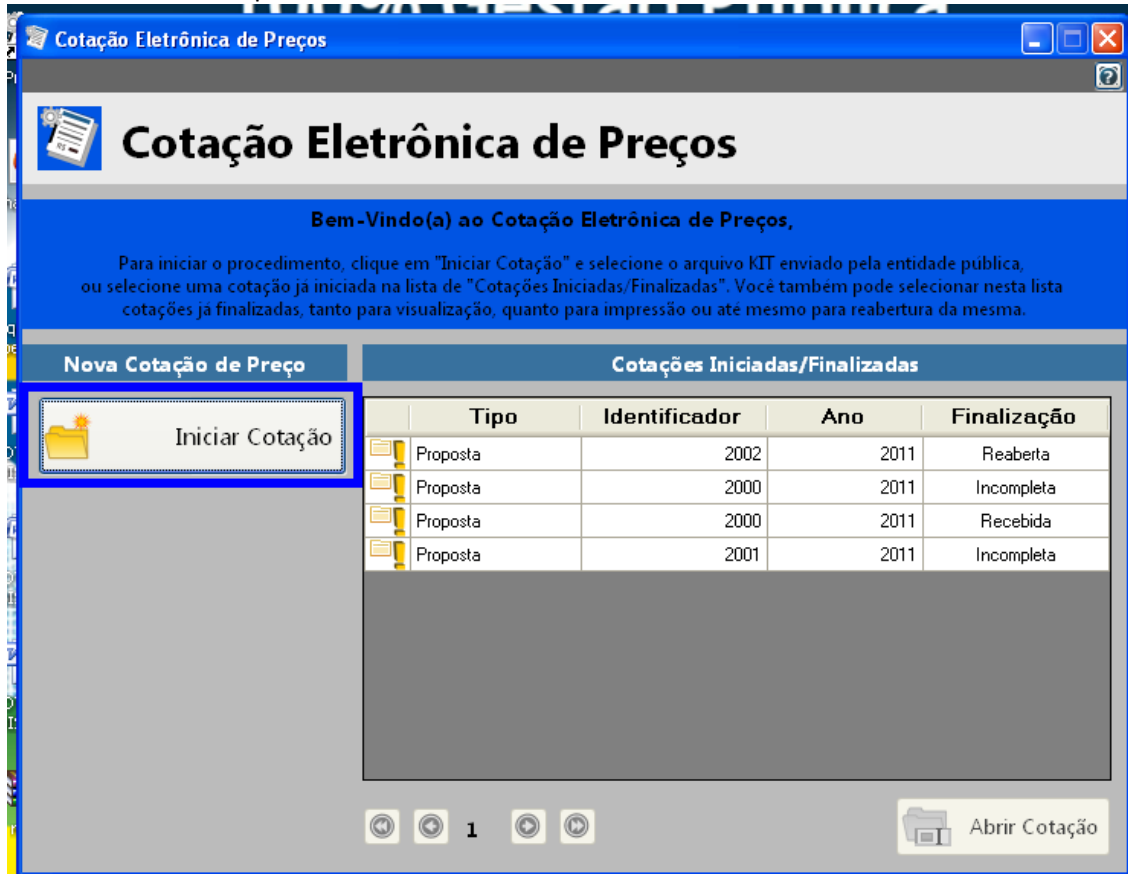 100% Gestão Pública
Cotação Eletrônica de Preços
Cotação Eletrônica de Preços
Bem-Vindo(a) ao Cotação Eletrônica de Preços,
Para iniciar o procedimento, clique em "Iniciar Cotação" e selecione o arquivo KIT enviado pela entidade pública,
ou selecione uma cotação já iniciada na lista de "Cotações Iniciadas/Finalizadas". Você também pode selecionar nesta lista
cotações já finalizadas, tanto para visualização, quanto para impressão ou até mesmo para reabertura da mesma.
Nova Cotação de Preço
Cotações Iniciadas/Finalizadas
Iniciar Cotação
Tipo Identificador Ano Finalização
Proposta 2002 2011 Reaberta
Proposta 2000 2011 Incompleta
Proposta 2000 2011 Recebida
Proposta 2001 2011 Incompleta
1
Abrir Cotação